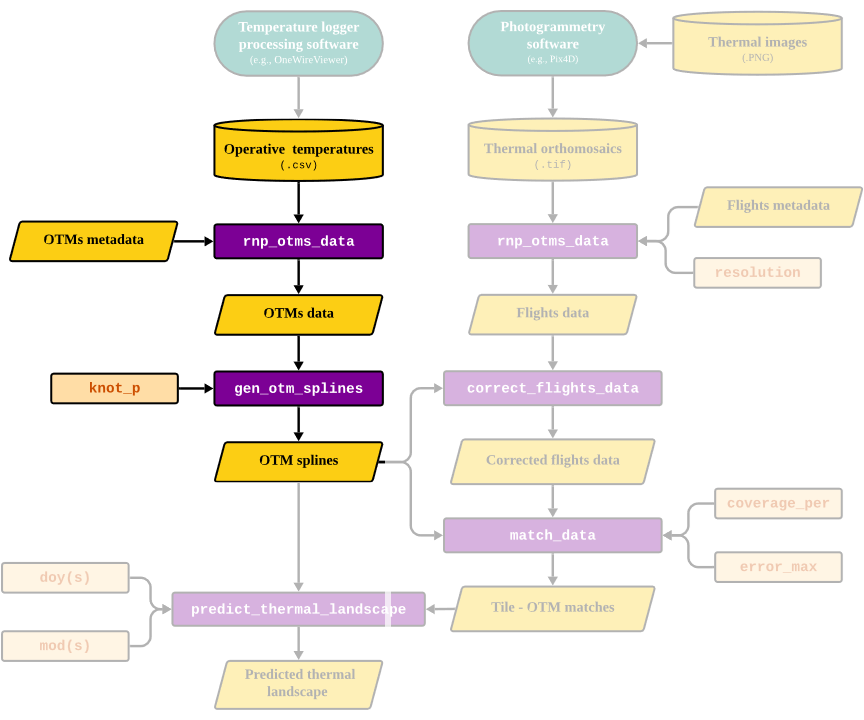 Temperature logger
processing software
(e.g., OneWireViewer)
Photogrammetry
software
(e.g., Pix4D)
Thermal images
(.PNG)
Operative  temperatures
(.csv)
Thermal orthomosaics
(.tif)
Flights metadata
OTMs metadata
rnp_otms_data
rnp_otms_data
resolution
OTMs data
Flights data
knot_p
gen_otm_splines
correct_flights_data
OTM splines
Corrected flights data
coverage_per
match_data
error_max
doy(s)
predict_thermal_landscape
Tile - OTM matches
mod(s)
Predicted thermal
landscape